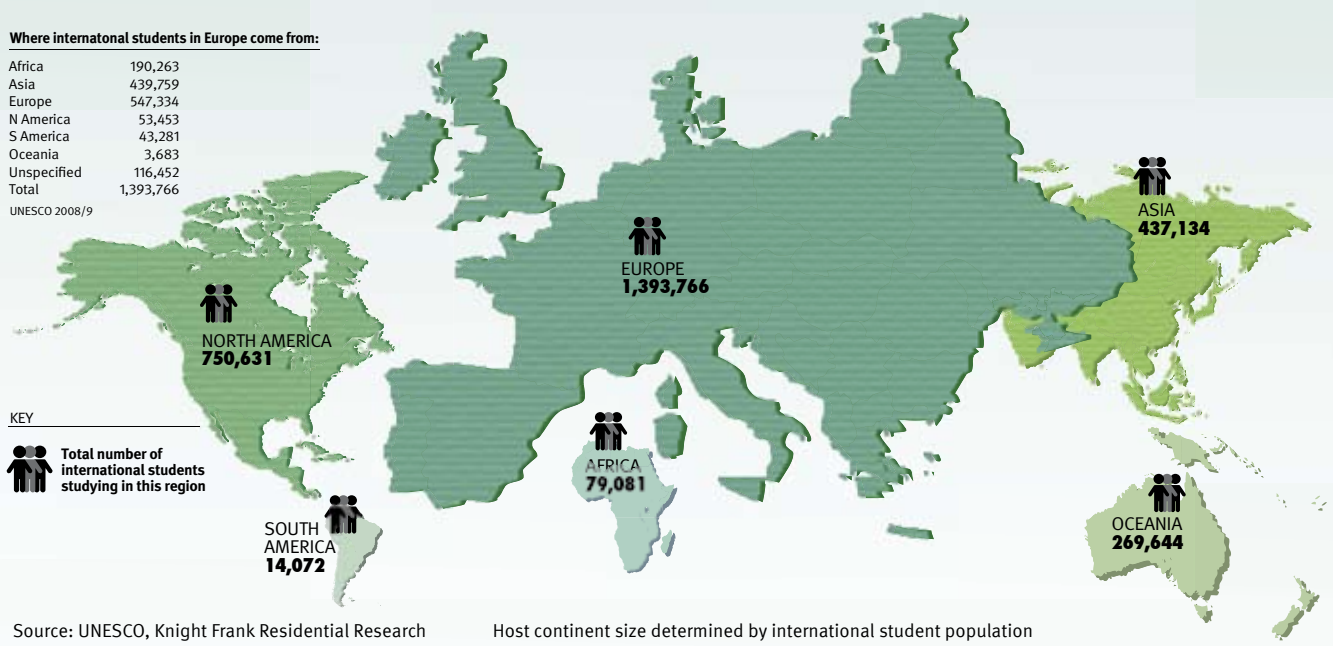 Where internatonal students in Europe come from:
Africa 190,263
Asia 439,759
Europe 547,334
N America 53,453
S America 43,281
Oceania 3,683
Unspecified 116,452
Total 1,393,766
UNESCO 2008/9
ASIA
437,134
EUROPE
1,393,766
NORTH AMERICA
750,631
KEY
Total number of
international students
studying in this region
AFRICA
79,081
SOUTH
AMERICA
14,072
OCEANIA
269,644
Source: UNESCO, Knight Frank Residential Research
Host continent size determined by international student population